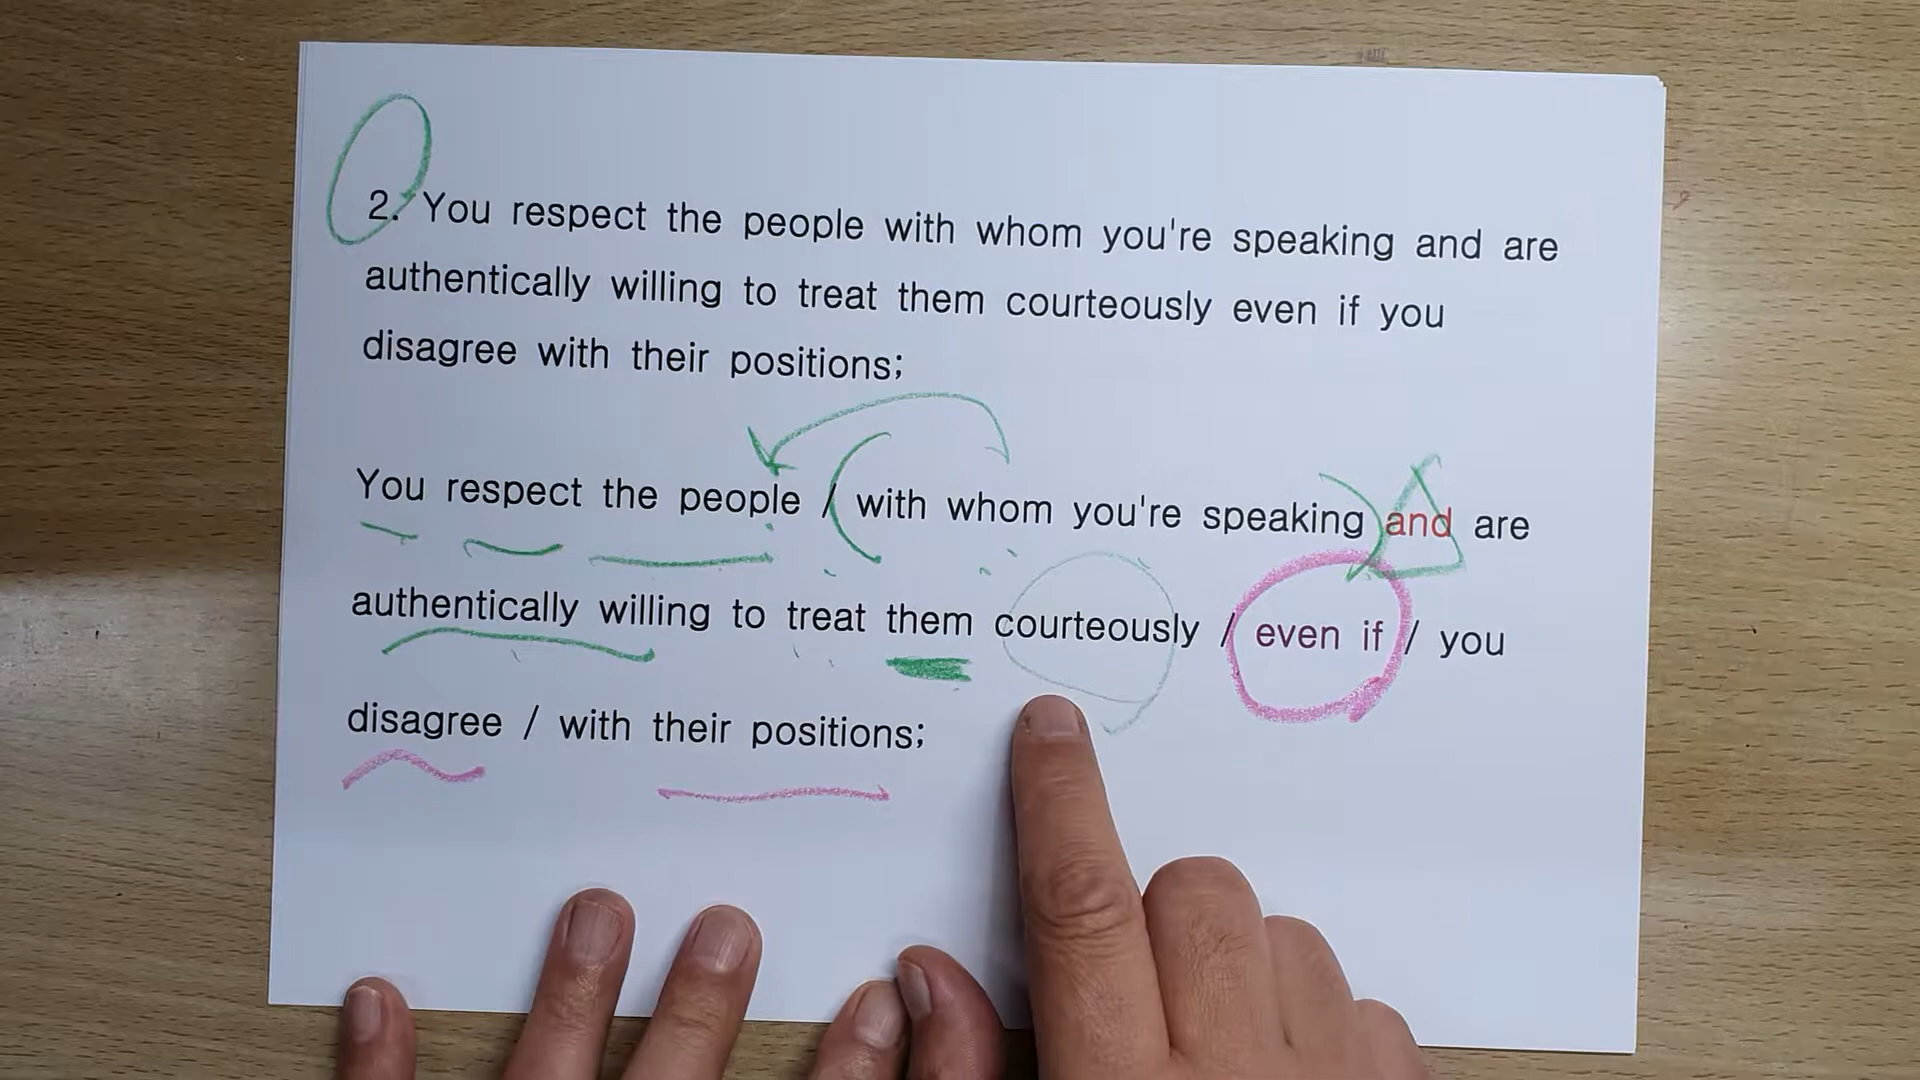 2. You respect the people with whom you're speaking and are
authentically willing to treat them courteously even if you
disagree with their positions;
You respect the people / with whom you're speaking and are
authentically willing to treat them courteously / even if / you
disagree / with their positions;